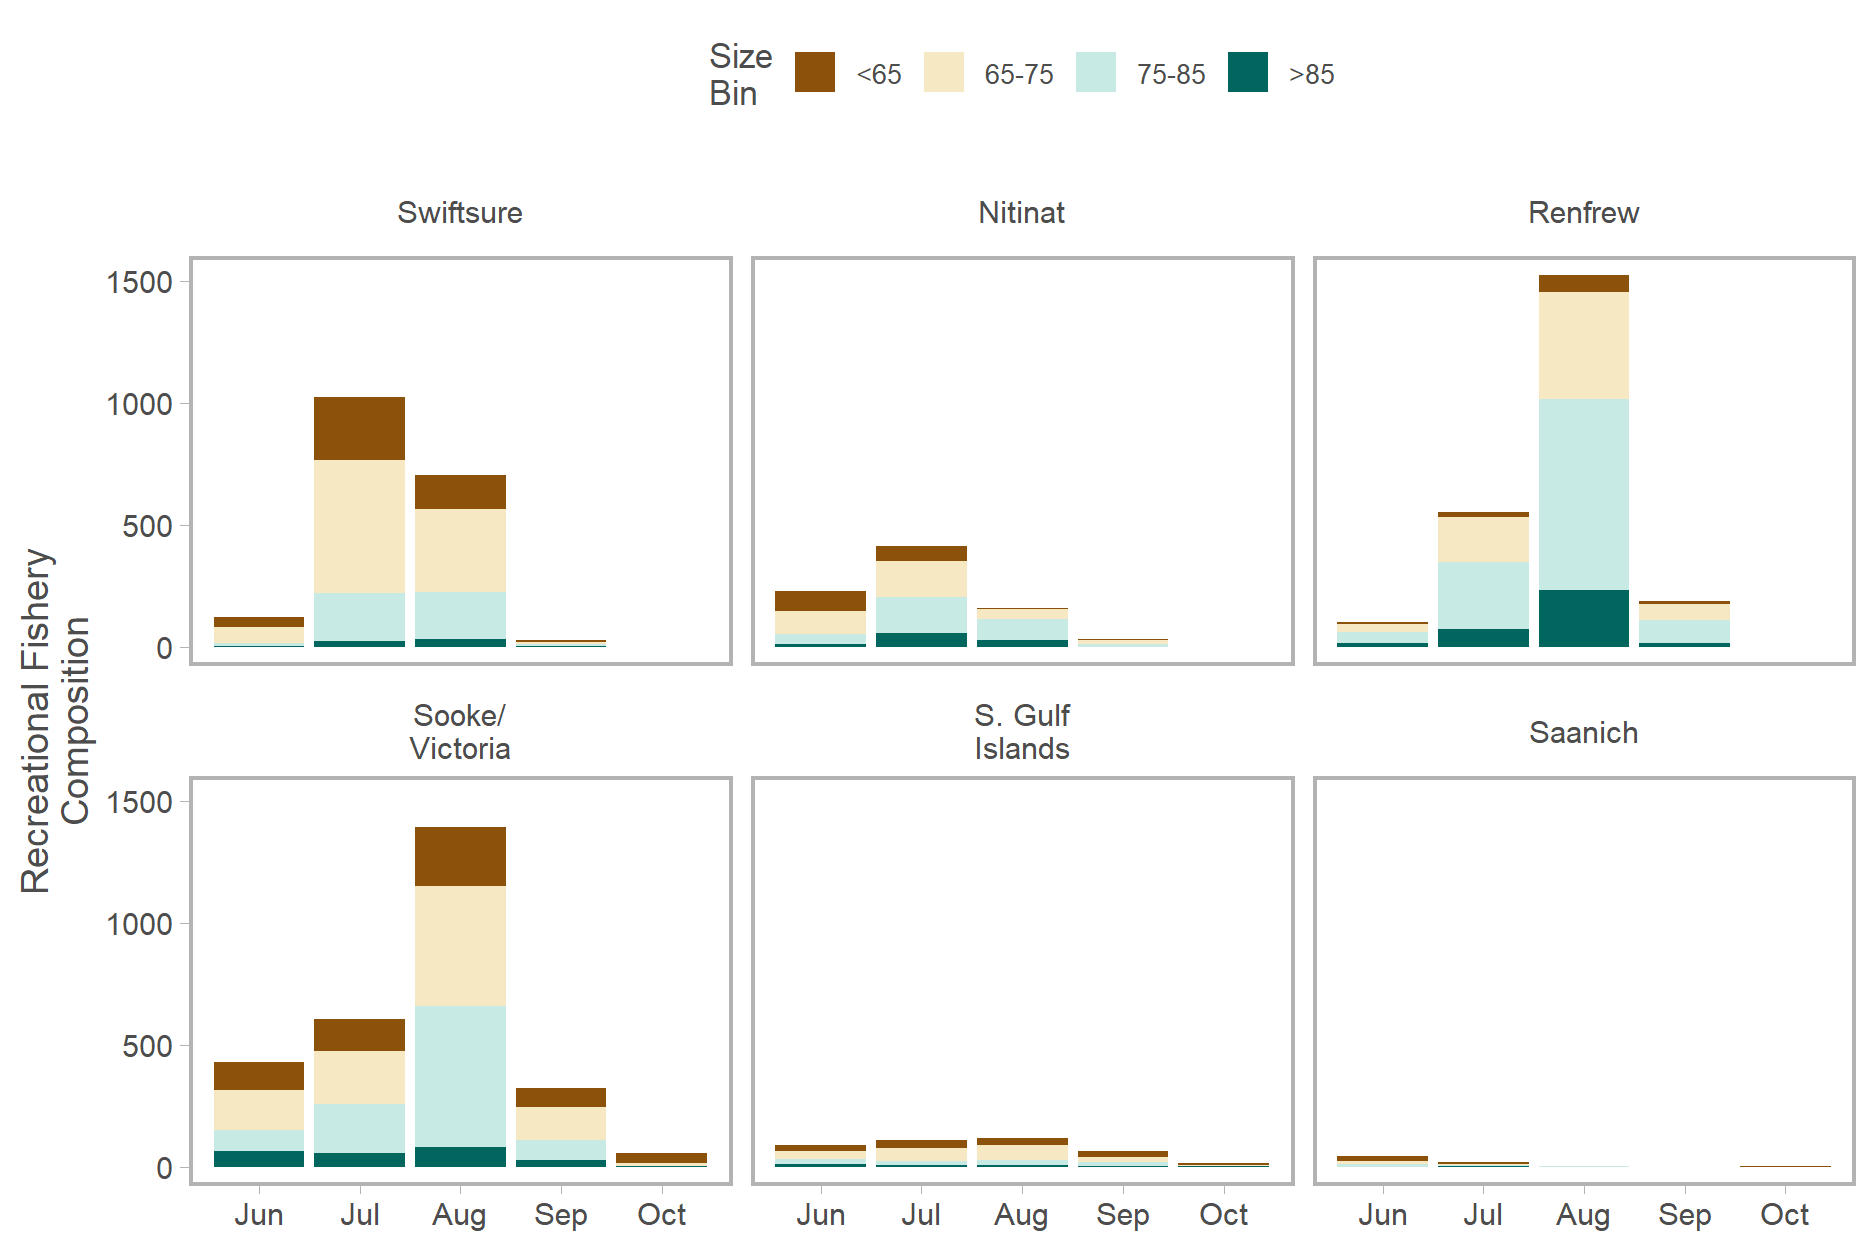 Size
Bin
<65
65-75
75-85
>85
Swiftsure
Nitinat
Renfrew
1500
1000
500
0
Sooke/
Victoria
S. Gulf
Islands
Saanich
1500
1000
500
0
Jun Jul Aug Sep Oct
Jun Jul Aug Sep Oct
Jun Jul Aug Sep Oct
Recreational Fishery
Composition